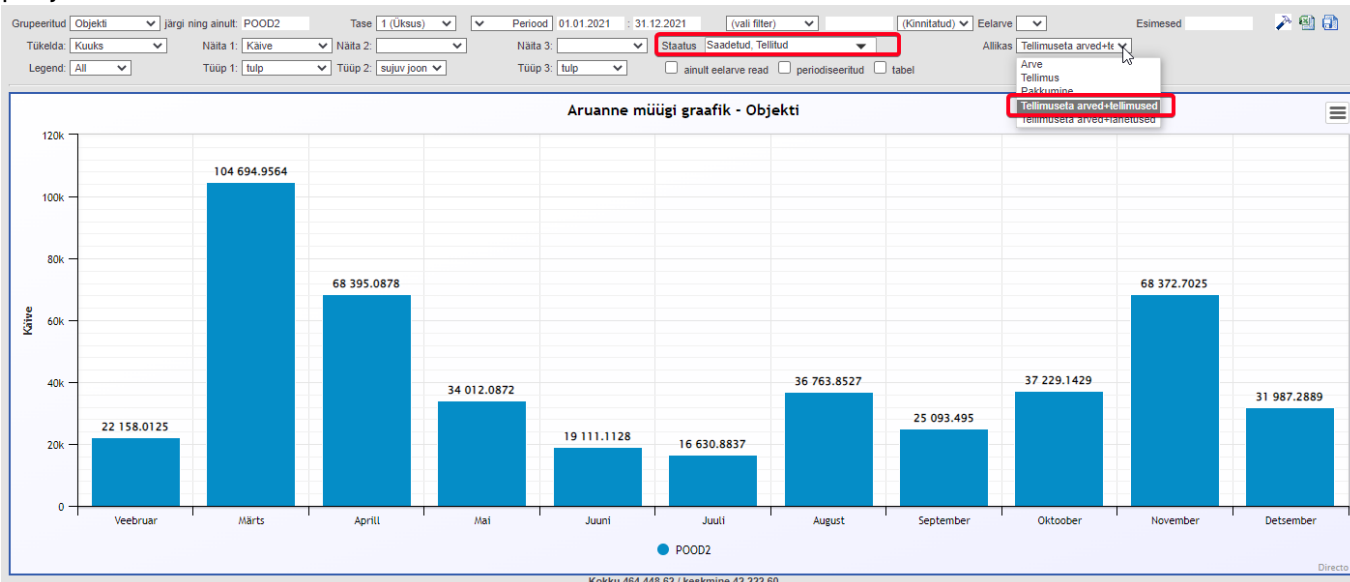 Grupeeritud Objekti järgi ning ainult: POOD2 Tase 1 (Üksus) Periood 01.01.2021 : 31.12.2021 (vali filter) (Kinnitatud) Eelarve Esimesed
Tükelda: Kuuks Näita 1: Käive Näita 2: Näita 3: Staatus Saadetud, Tellitud Allikas Tellimuseta arved+te
Legend: All Tüüp 1: tulp Tüüp 2: sujuv joon Tüüp 3: tulp ainult eelarve read periodiseeritud tabel
Arve
Tellimus
Pakkumine
Tellimuseta arved+tellimused
Tellimuseta arved+lähetused
Aruanne müügi graafik - Objekti
Käive
120k
100k
80k
60k
40k
20k
0
22 158.0125
104 694.9564
68 395.0878
34 012.0872
19 111.1128
16 630.8837
36 763.8527
25 093.495
37 229.1429
68 372.7025
31 987.2889
Veebruar Märts Aprill Mai Juuni Juuli August September Oktoober November Detsember
POOD2
Directo